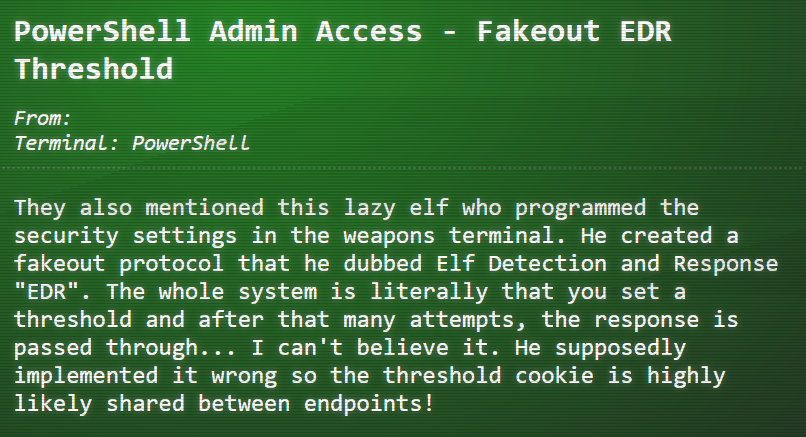 PowerShell Admin Access - Fakeout EDR
Threshold
From:
Terminal: PowerShell
They also mentioned this lazy elf who programmed the
security settings in the weapons terminal. He created a
fakeout protocol that he dubbed Elf Detection and Response
"EDR". The whole system is literally that you set a
threshold and after that many attempts, the response is
passed through... I can't believe it. He supposedly
implemented it wrong so the threshold cookie is highly
likely shared between endpoints!